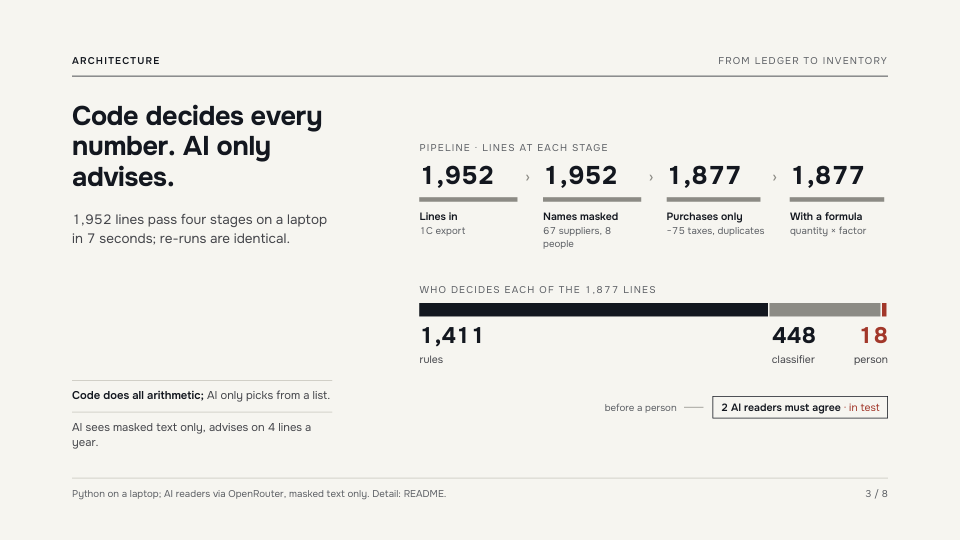 ARCHITECTURE
FROM LEDGER TO INVENTORY
Code decides every
number. AI only
advises.
1,952 lines pass four stages on a laptop
in 7 seconds; re-runs are identical.
Code does all arithmetic; AI only picks from a list.
AI sees masked text only, advises on 4 lines a
year.
PIPELINE · LINES AT EACH STAGE
1,952 › 1,952 › 1,877 › 1,877
Lines in
1C export
Names masked
67 suppliers, 8
people
Purchases only
−75 taxes, duplicates
With a formula
quantity × factor
WHO DECIDES EACH OF THE 1,877 LINES
1,411
rules
448
classifier
18
person
before a person
2 AI readers must agree · in test
Python on a laptop; AI readers via OpenRouter, masked text only. Detail: README.
3 / 8